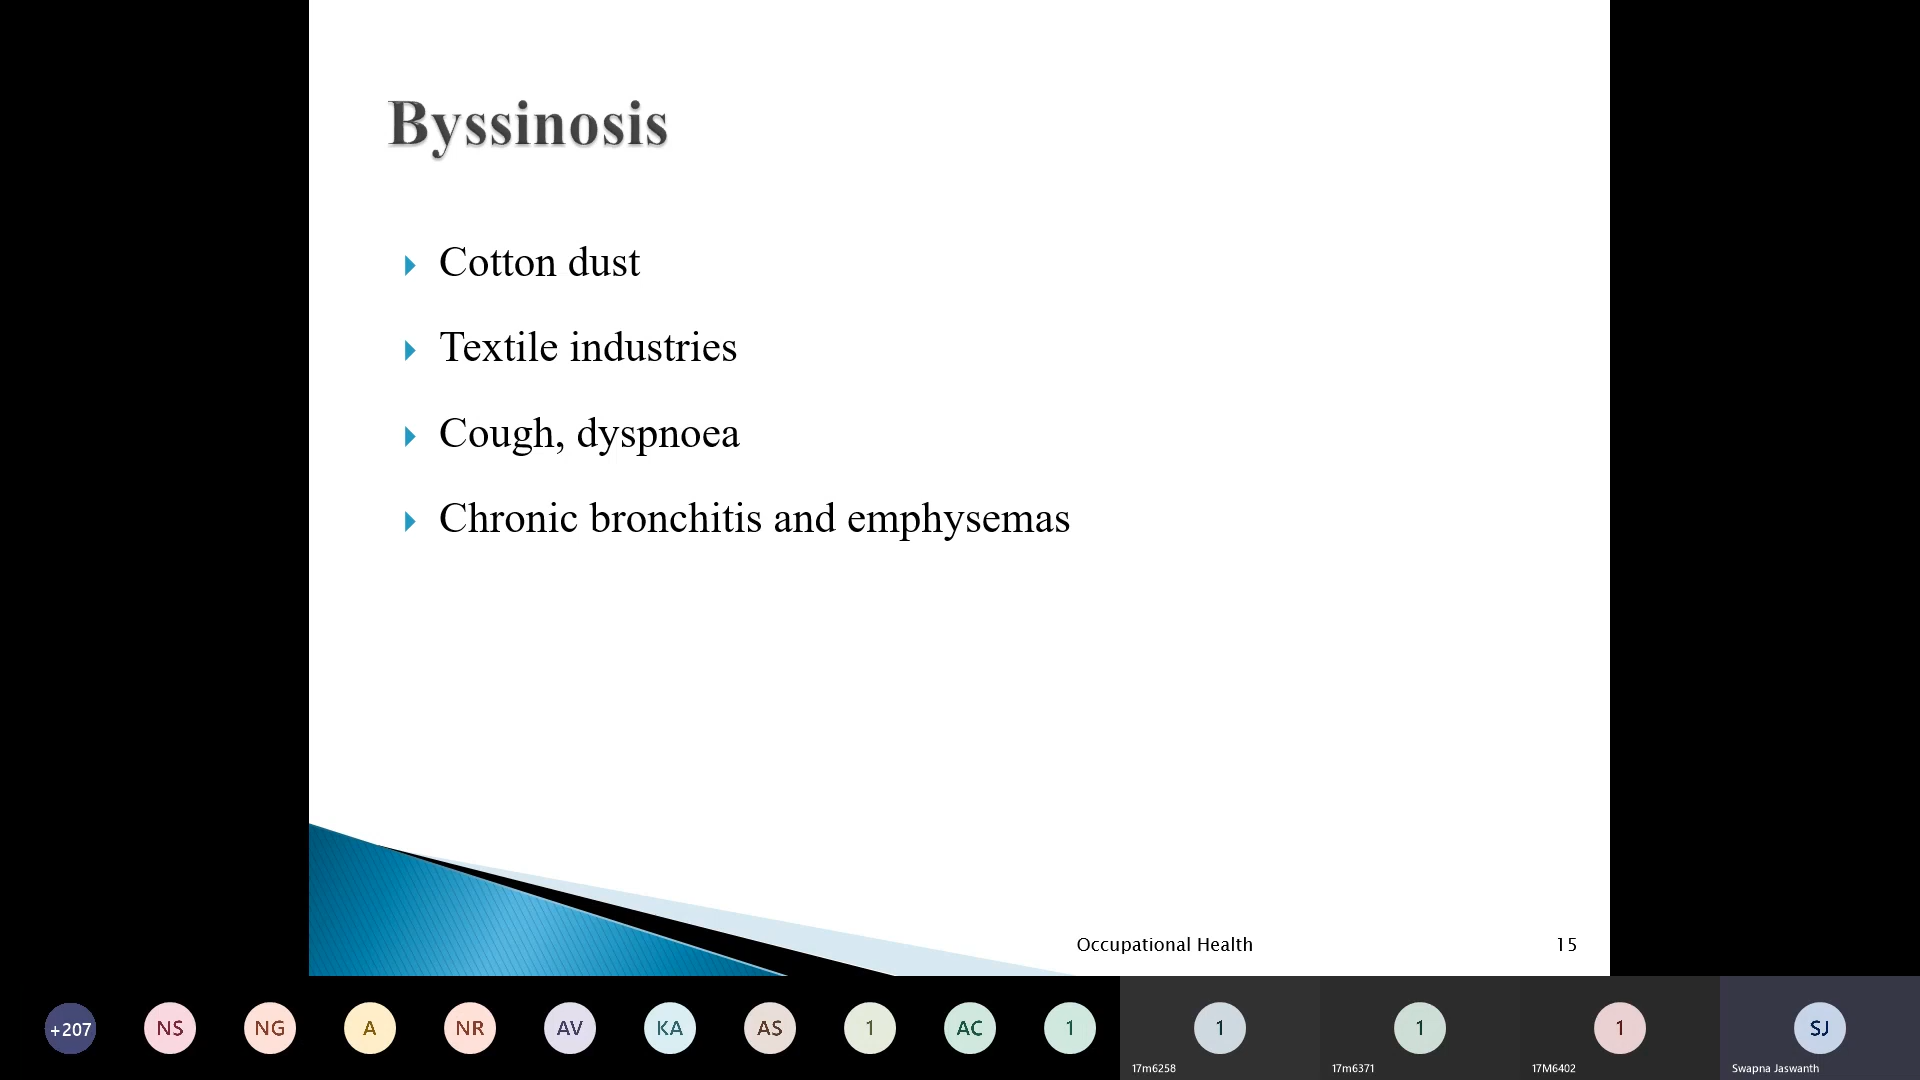 Byssinosis
Cotton dust
Textile industries
Cough, dyspnoea
Chronic bronchitis and emphysemas
Occupational Health
15
+207
NS
NG
A
NR
AV
KA
AS
1
AC
1
1
1
1
SJ
17m6258
17m6371
17M6402
Swapna Jaswanth